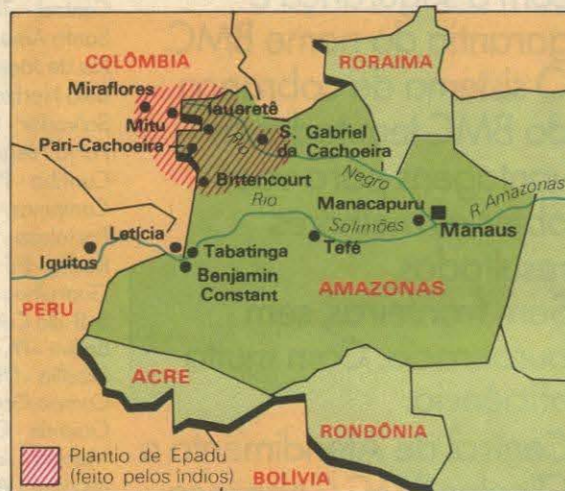 COLÔMBIA
RORAIMA
Miraflores
Iauaretê
Mitu
S. Gabriel
da Cachoeira
Pari-Cachoeira
Rio
Negro
Bittencourt
Rio
R. Amazonas
Manacapuru
Solimões
Manaus
Letícia
Tabatinga
Tefé
Iquitos
Benjamin
Constant
AMAZONAS
PERU
ACRE
RONDÔNIA
Plantio de Epadu
(feito pelos índios)
BOLÍVIA